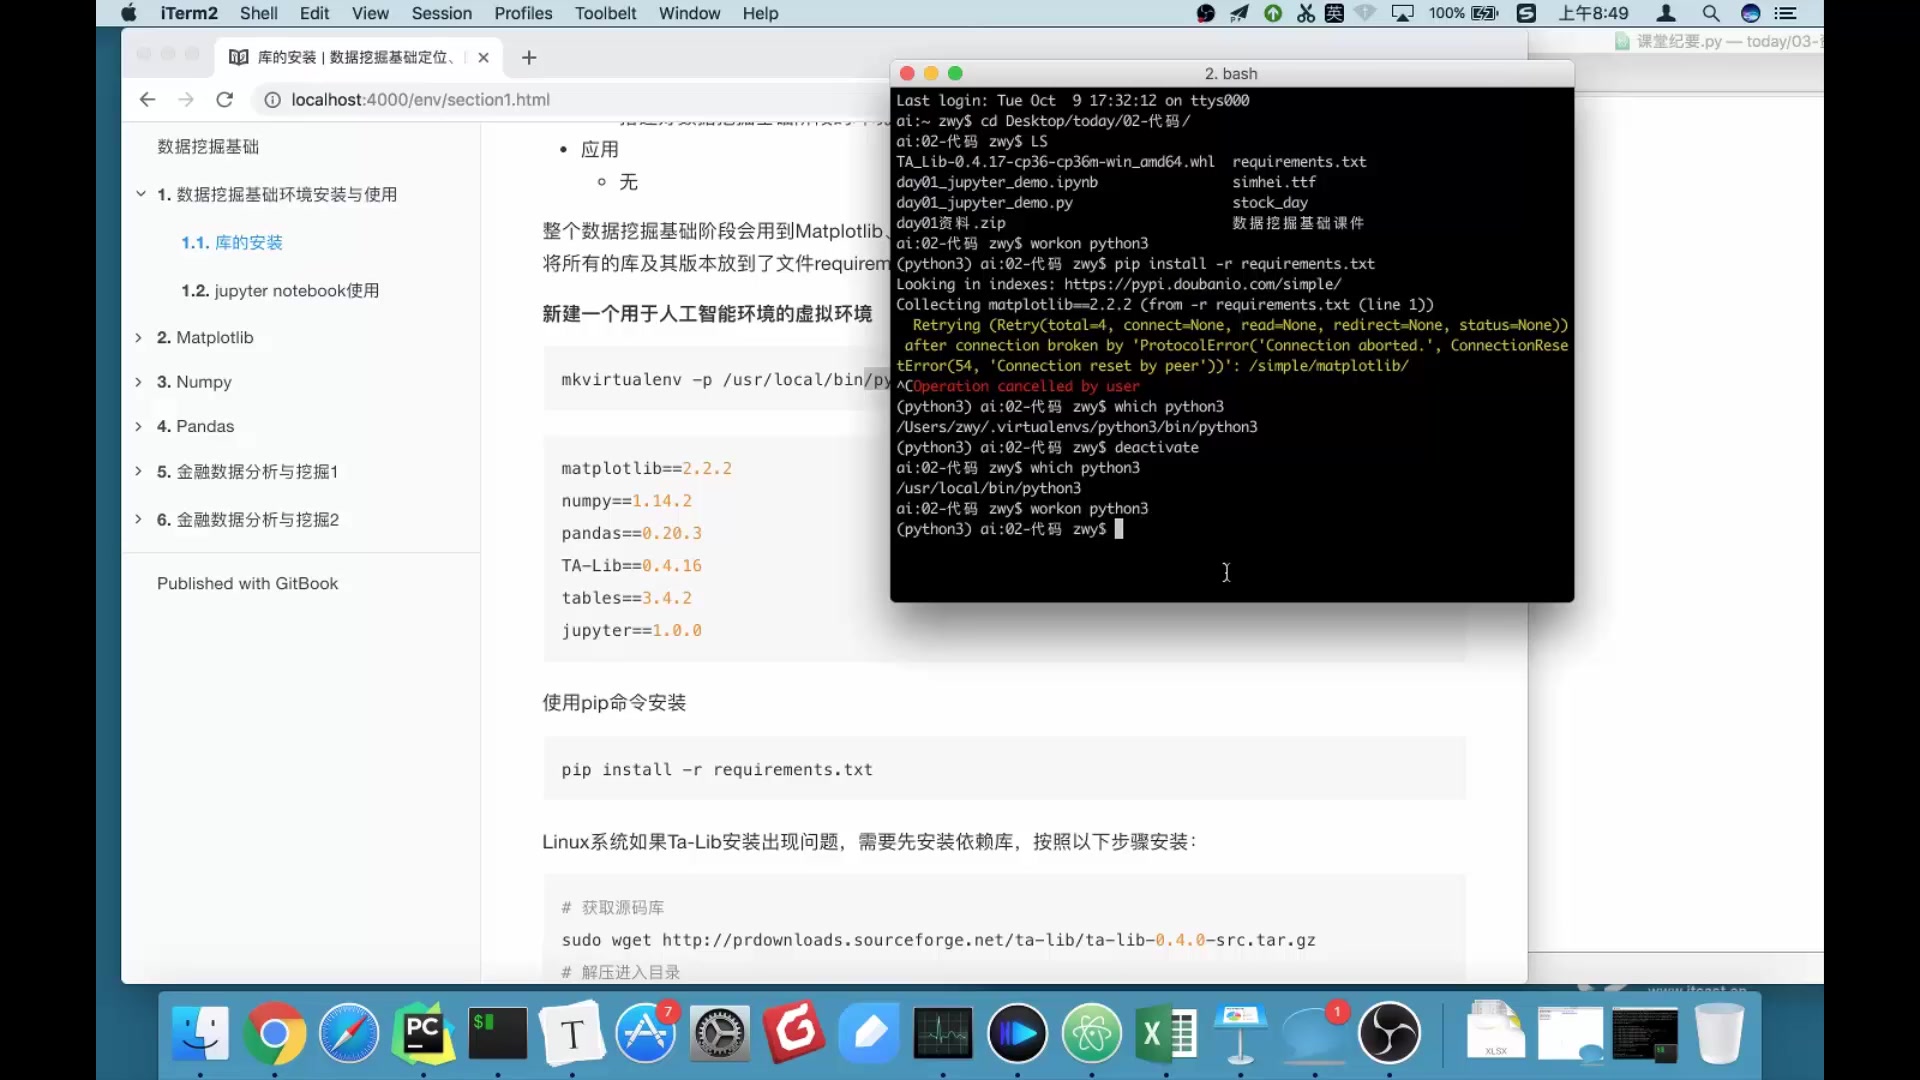 iTerm2 Shell Edit View Session Profiles Toolbelt Window Help
英 100% 上午8:49
库的安装 | 数据挖掘基础定位、
课堂纪要.py — today/03-
localhost:4000/env/section1.html
数据挖掘基础
1. 数据挖掘基础环境安装与使用
1.1. 库的安装
1.2. jupyter notebook使用
2. Matplotlib
3. Numpy
4. Pandas
5. 金融数据分析与挖掘1
6. 金融数据分析与挖掘2
Published with GitBook
• 应用
○ 无
整个数据挖掘基础阶段会用到Matplotlib、
将所有的库及其版本放到了文件requirem
新建一个用于人工智能环境的虚拟环境
mkvirtualenv -p /usr/local/bin/py
matplotlib==2.2.2
numpy==1.14.2
pandas==0.20.3
TA-Lib==0.4.16
tables==3.4.2
jupyter==1.0.0
使用pip命令安装
pip install -r requirements.txt
Linux系统如果Ta-Lib安装出现问题，需要先安装依赖库，按照以下步骤安装：
# 获取源码库
sudo wget http://prdownloads.sourceforge.net/ta-lib/ta-lib-0.4.0-src.tar.gz
# 解压进入目录
2. bash
Last login: Tue Oct  9 17:32:12 on ttys000
ai:~ zwy$ cd Desktop/today/02-代码/
ai:02-代码 zwy$ LS
TA_Lib-0.4.17-cp36-cp36m-win_amd64.whl  requirements.txt
day01_jupyter_demo.ipynb                simhei.ttf
day01_jupyter_demo.py                   stock_day
day01资料.zip                           数据挖掘基础课件
ai:02-代码 zwy$ workon python3
(python3) ai:02-代码 zwy$ pip install -r requirements.txt
Looking in indexes: https://pypi.doubanio.com/simple/
Collecting matplotlib==2.2.2 (from -r requirements.txt (line 1))
  Retrying (Retry(total=4, connect=None, read=None, redirect=None, status=None))
 after connection broken by 'ProtocolError('Connection aborted.', ConnectionRese
tError(54, 'Connection reset by peer'))': /simple/matplotlib/
^COperation cancelled by user
(python3) ai:02-代码 zwy$ which python3
/Users/zwy/.virtualenvs/python3/bin/python3
(python3) ai:02-代码 zwy$ deactivate
ai:02-代码 zwy$ which python3
/usr/local/bin/python3
ai:02-代码 zwy$ workon python3
(python3) ai:02-代码 zwy$
PC
$
T
7
X
1
XLSX